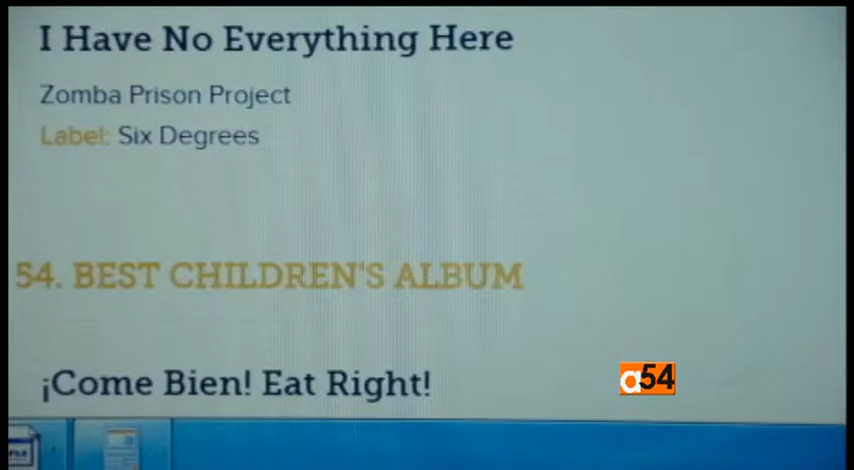 I Have No Everything Here
Zomba Prison Project
Label: Six Degrees
54. BEST CHILDREN'S ALBUM
¡Come Bien! Eat Right!
a54